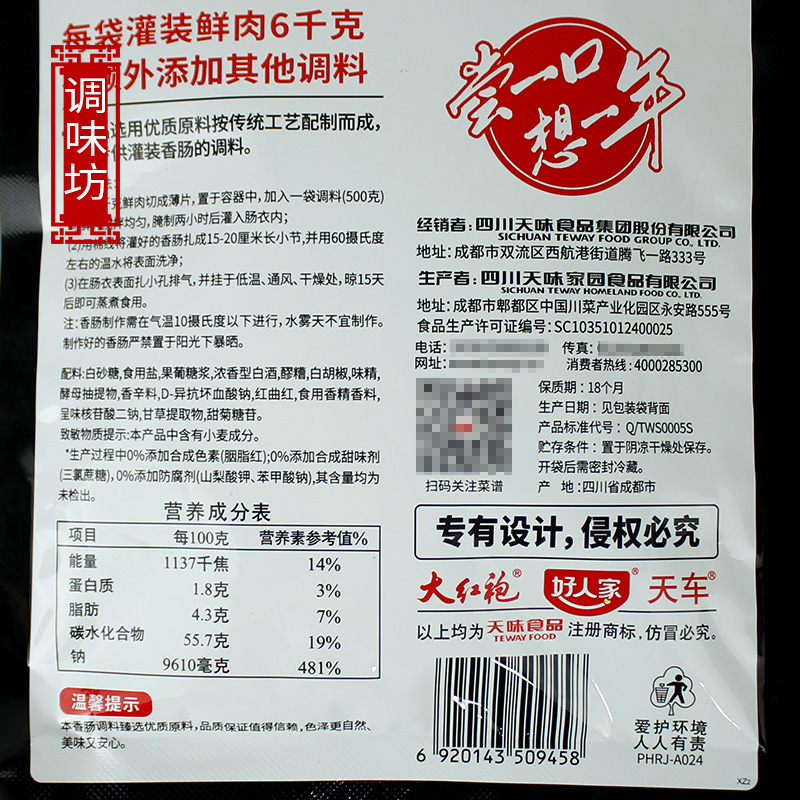 每袋灌装鲜肉6千克
外添加其他调料
调味坊
选用优质原料按传统工艺配制而成,
供灌装香肠的调料。
克鲜肉切成薄片,置于容器中,加入一袋调料(500克)
拌均匀,腌制两小时后灌入肠衣内;
(2)用棉线将灌好的香肠扎成15-20厘米长小节,并用60摄氏度
左右的温水将表面洗净;
(3)在肠衣表面扎小孔排气,并挂于低温、通风、干燥处,晾15天
后即可蒸煮食用。
注:香肠制作需在气温10摄氏度以下进行,水雾天不宜制作。
制作好的香肠严禁置于阳光下暴晒。
配料:白砂糖,食用盐,果葡糖浆,浓香型白酒,醪糟,白胡椒,味精,
酵母抽提物,香辛料,D-异抗坏血酸钠,红曲红,食用香精香料,
呈味核苷酸二钠,甘草提取物,甜菊糖苷。
致敏物质提示:本产品中含有小麦成分。
*生产过程中0%添加合成色素(胭脂红);0%添加合成甜味剂
(三氯蔗糖),0%添加防腐剂(山梨酸钾、苯甲酸钠),其含量均为
未检出。
营养成分表
项目 每100克 营养素参考值%
能量 1137千焦 14%
蛋白质 1.8克 3%
脂肪 4.3克 7%
碳水化合物 55.7克 19%
钠 9610毫克 481%
温馨提示
本香肠调料臻选优质原料,品质保证值得信赖,色泽更自然、
美味又安心。
尝一口
想一年
经销者:四川天味食品集团股份有限公司
SICHUAN TEWAY FOOD GROUP CO., LTD.
地址:成都市双流区西航港街道腾飞一路333号
生产者:四川天味家园食品有限公司
SICHUAN TEWAY HOMELAND FOOD CO., LTD.
地址:成都市郫都区中国川菜产业化园区永安路555号
食品生产许可证编号:SC10351012400025
电话: 传真:
网址: 消费者热线:4000285300
保质期:18个月
生产日期:见包装袋背面
产品标准代号:Q/TWS0005S
贮存条件:置于阴凉干燥处保存。
开袋后需密封冷藏。
产 地:四川省成都市
扫码关注菜谱
专有设计,侵权必究
大红袍® 好人家® 天车®
以上均为 天味食品 注册商标,仿冒必究。
TEWAY FOOD
6 920143 509458
爱护环境
人人有责
PHRJ-A024
XZ2